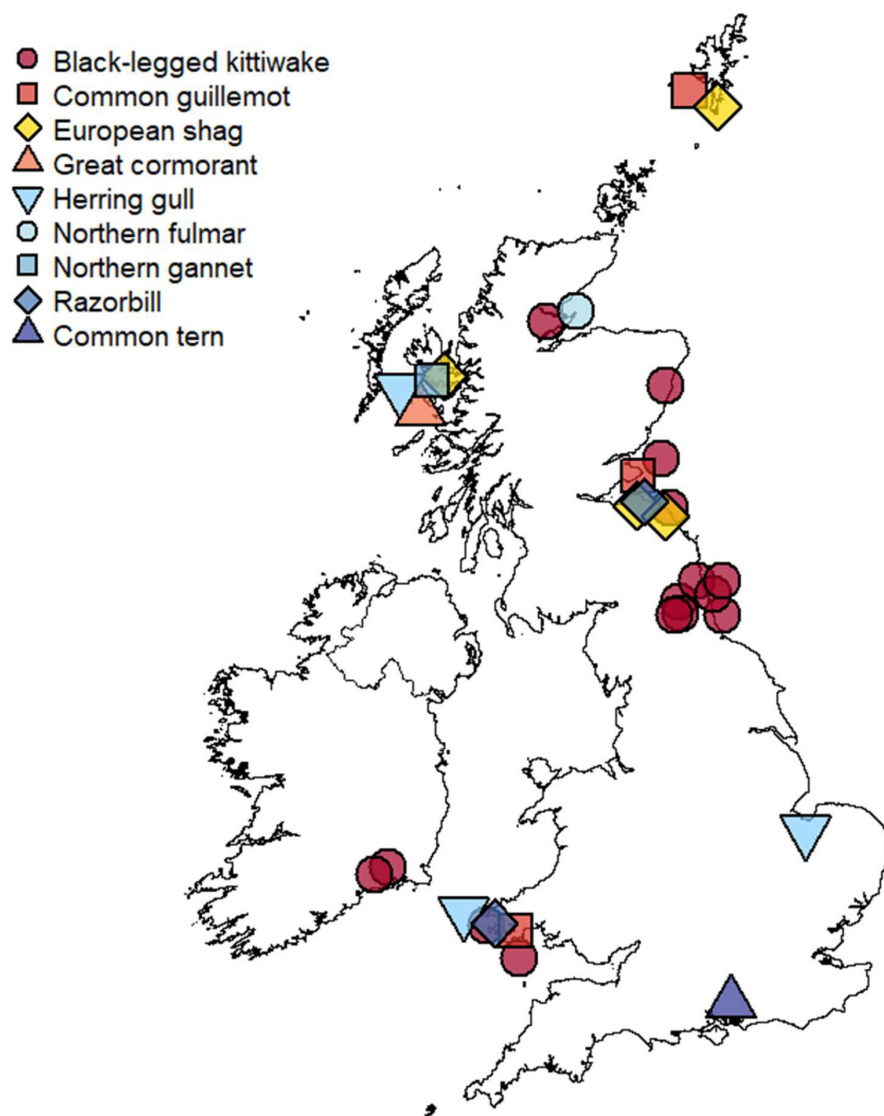 Black-legged kittiwake
Common guillemot
European shag
Great cormorant
Herring gull
Northern fulmar
Northern gannet
Razorbill
Common tern